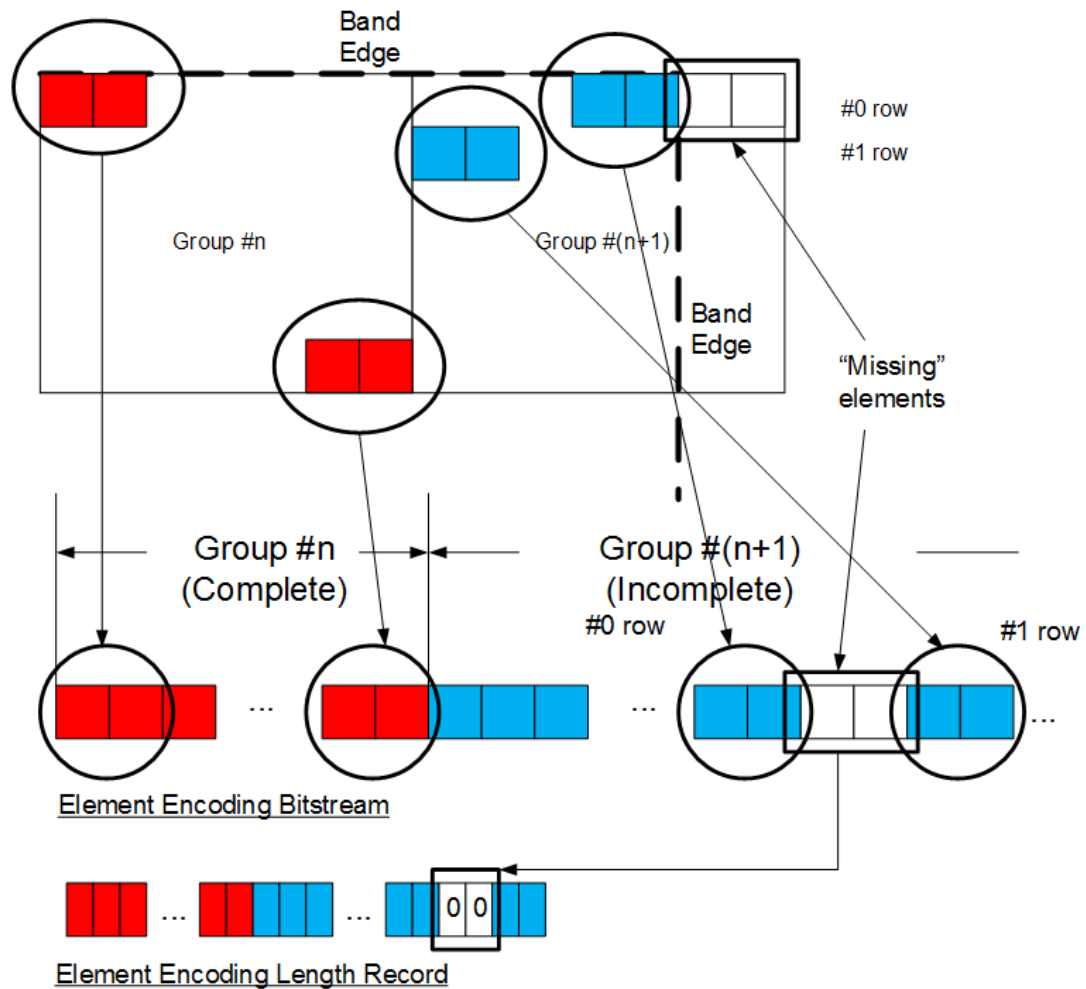 Band
Edge
#0 row
#1 row
Group #n
Group #(n+1)
Band
Edge
“Missing”
elements
Group #n
(Complete)
Group #(n+1)
(Incomplete)
#0 row
#1 row
...
...
...
Element Encoding Bitstream
...
...
0 0
Element Encoding Length Record